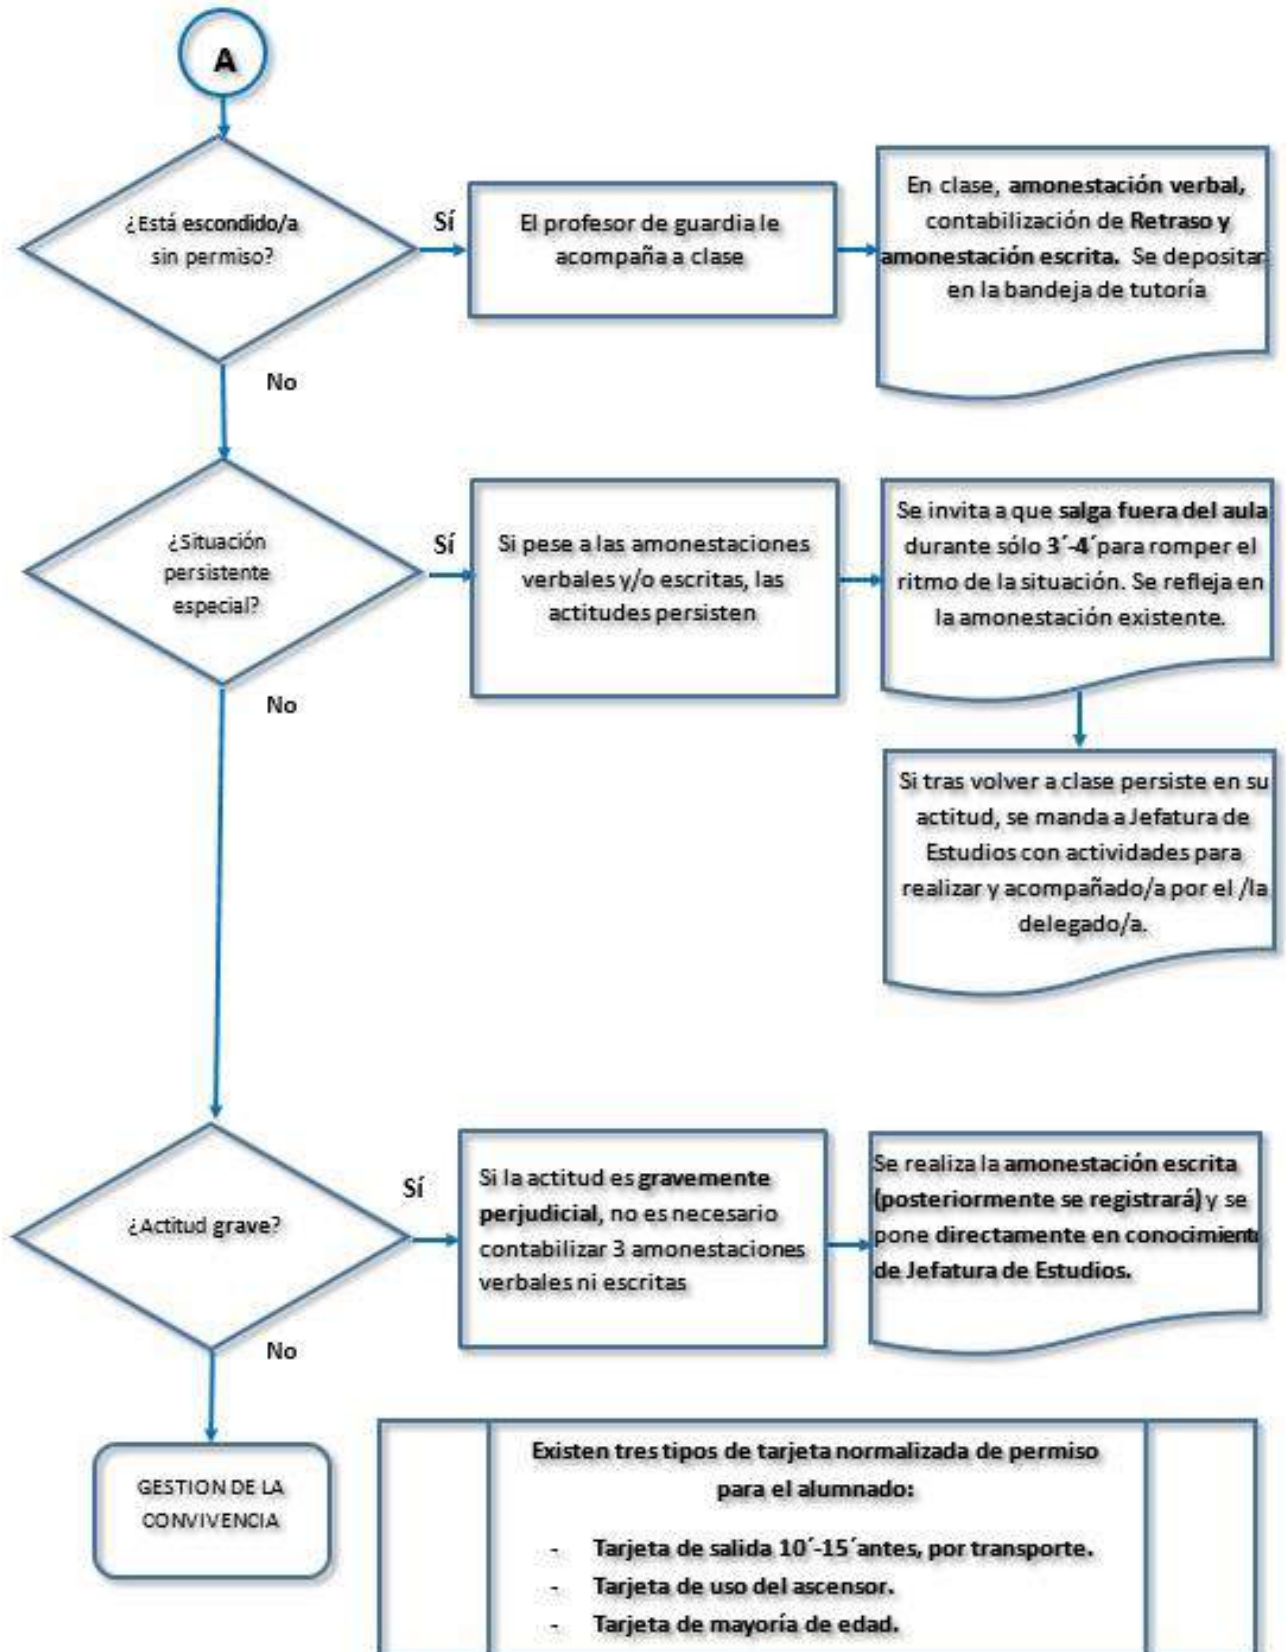 A
¿Está escondido/a
sin permiso?
Sí
El profesor de guardia le
acompaña a clase
En clase, amonestación verbal,
contabilización de Retraso y
amonestación escrita. Se depositan
en la bandeja de tutoría
No
¿Situación
persistente
especial?
Sí
Si pese a las amonestaciones
verbales y/o escritas, las
actitudes persisten
Se invita a que salga fuera del aula
durante sólo 3´-4´para romper el
ritmo de la situación. Se refleja en
la amonestación existente.
No
Si tras volver a clase persiste en su
actitud, se manda a Jefatura de
Estudios con actividades para
realizar y acompañado/a por el /la
delegado/a.
¿Actitud grave?
Sí
Si la actitud es gravemente
perjudicial, no es necesario
contabilizar 3 amonestaciones
verbales ni escritas
Se realiza la amonestación escrita
(posteriormente se registrará) y se
pone directamente en conocimiento
de Jefatura de Estudios.
No
GESTION DE LA
CONVIVENCIA
Existen tres tipos de tarjeta normalizada de permiso
para el alumnado:
- Tarjeta de salida 10´-15´antes, por transporte.
- Tarjeta de uso del ascensor.
- Tarjeta de mayoría de edad.